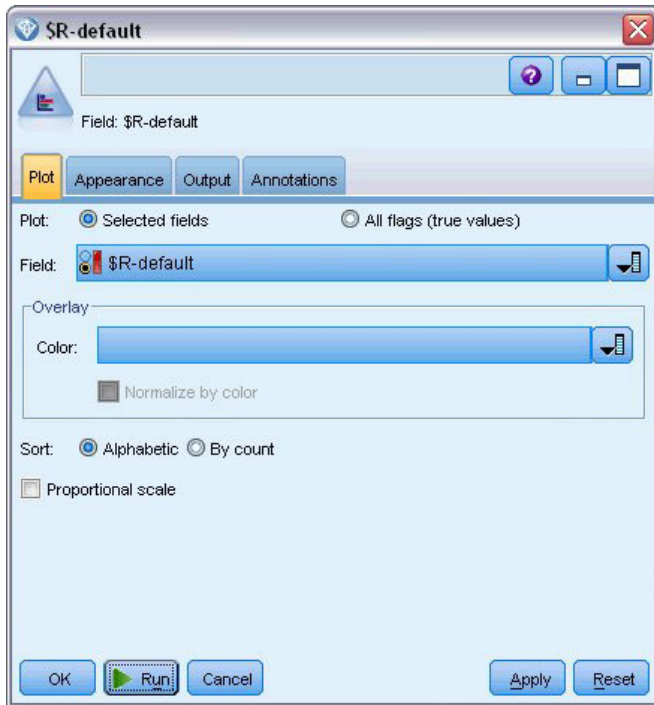 $R-default
Field: $R-default
Plot Appearance Output Annotations
Plot: Selected fields All flags (true values)
Field: $R-default
Overlay
Color:
Normalize by color
Sort: Alphabetic By count
Proportional scale
OK Run Cancel Apply Reset